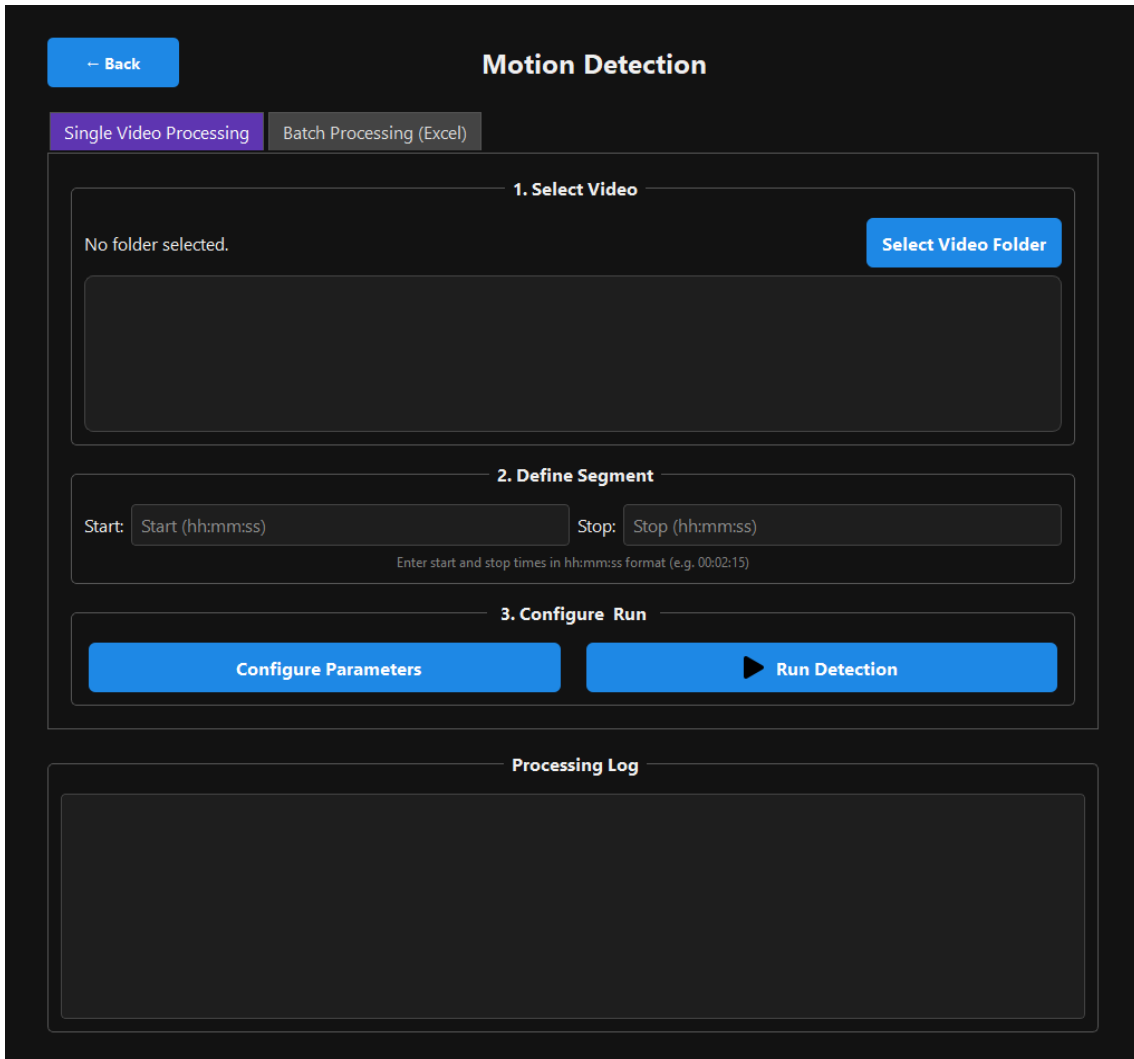 ← Back
Motion Detection
Single Video Processing
Batch Processing (Excel)
1. Select Video
No folder selected.
Select Video Folder
2. Define Segment
Start: Start (hh:mm:ss) Stop: Stop (hh:mm:ss)
Enter start and stop times in hh:mm:ss format (e.g. 00:02:15)
3. Configure  Run
Configure Parameters
Run Detection
Processing Log